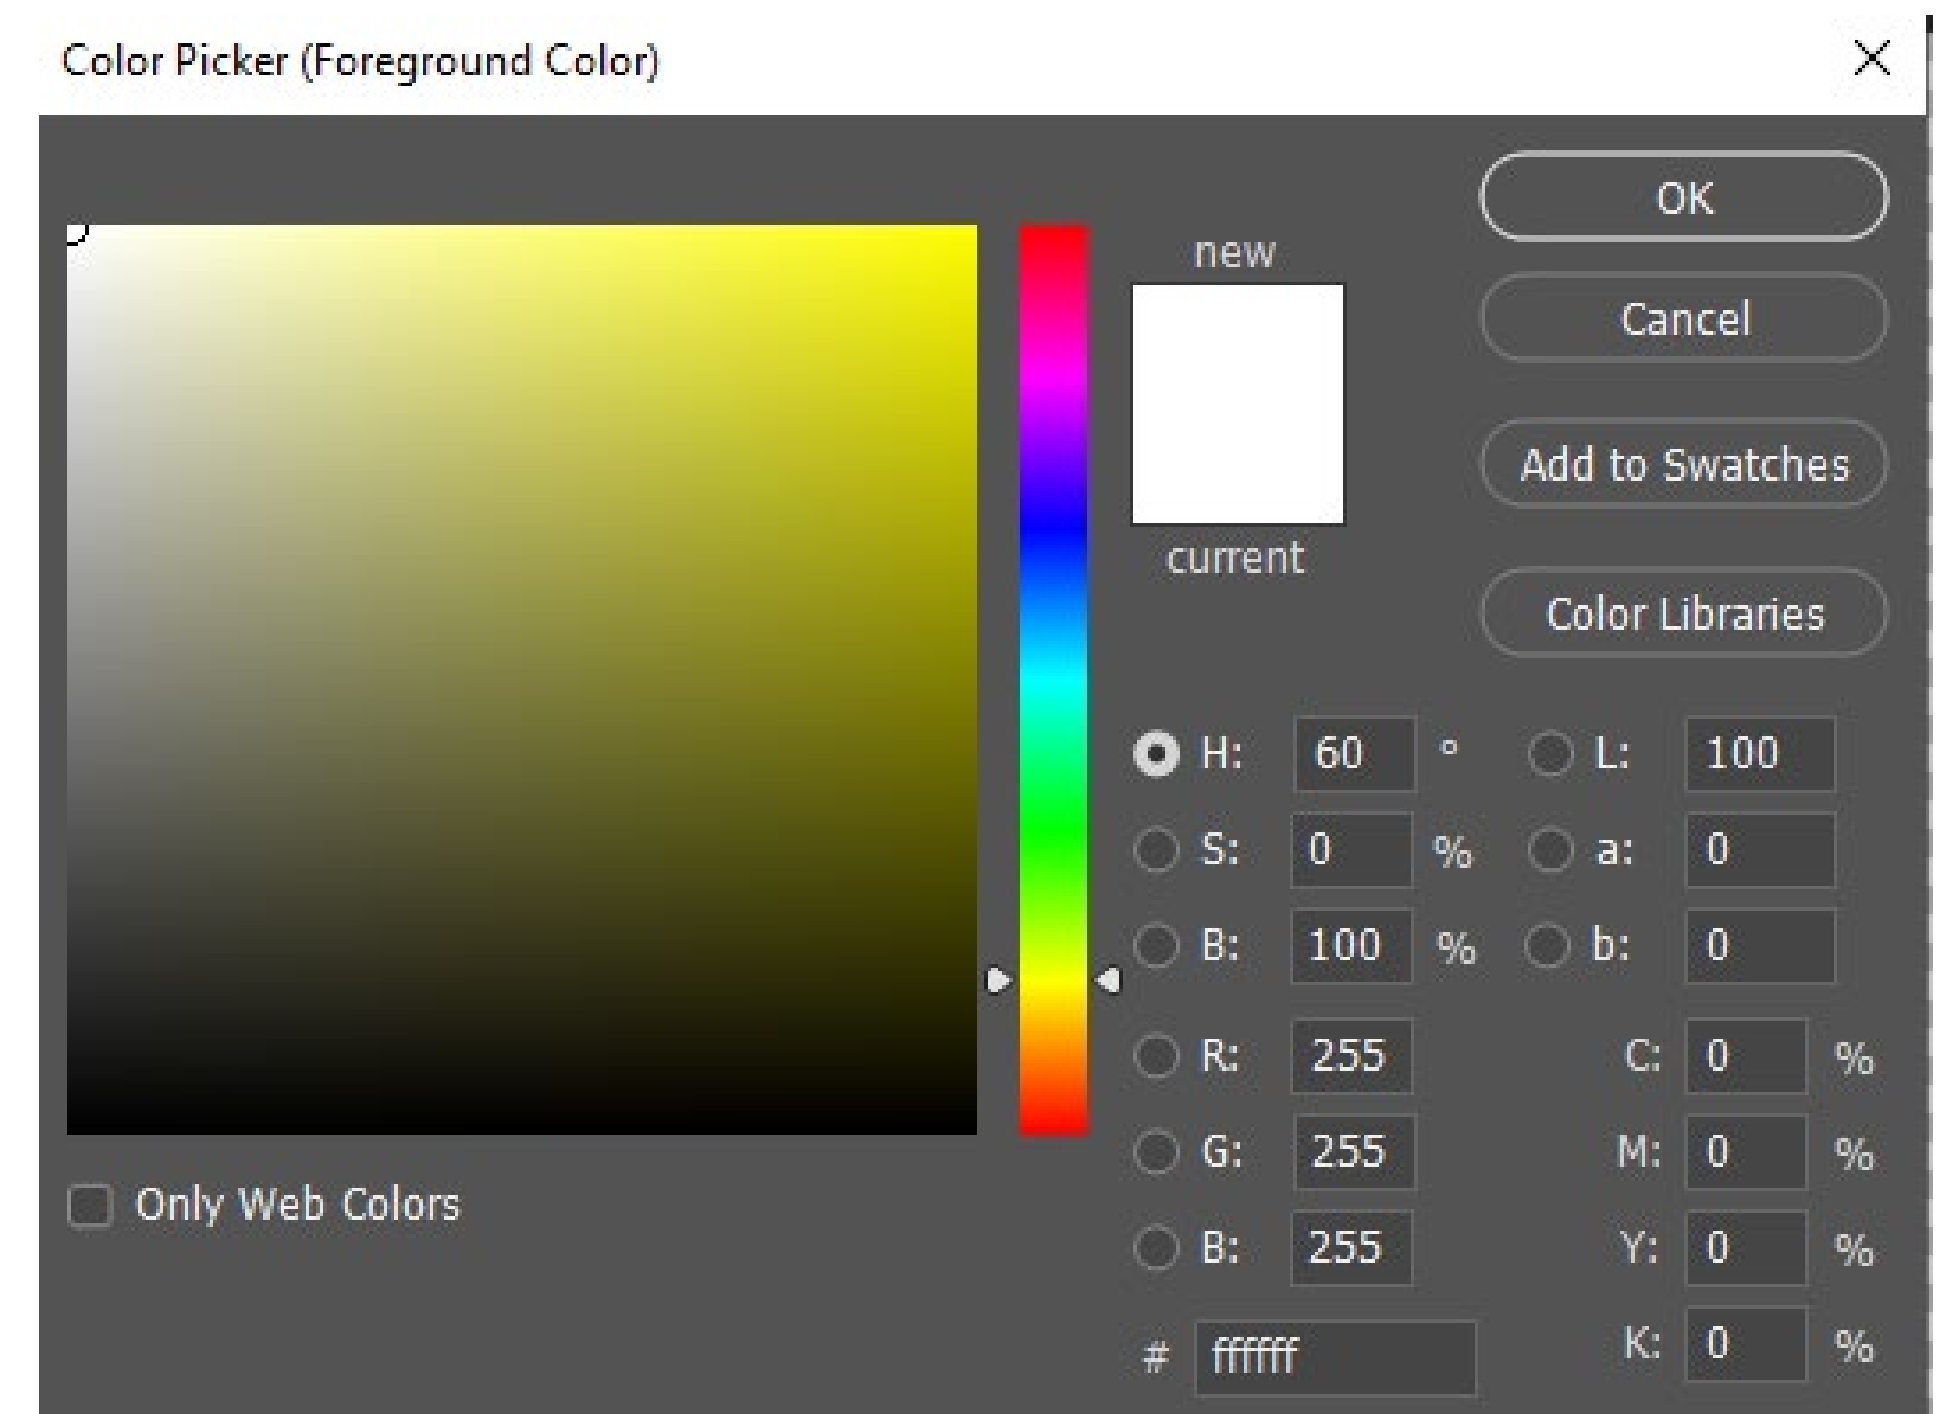 Color Picker (Foreground Color)
OK
new
Cancel
Add to Swatches
current
Color Libraries
H: 60 ° L: 100
S: 0 % a: 0
B: 100 % b: 0
R: 255 C: 0 %
G: 255 M: 0 %
Only Web Colors
B: 255 Y: 0 %
# ffffff K: 0 %